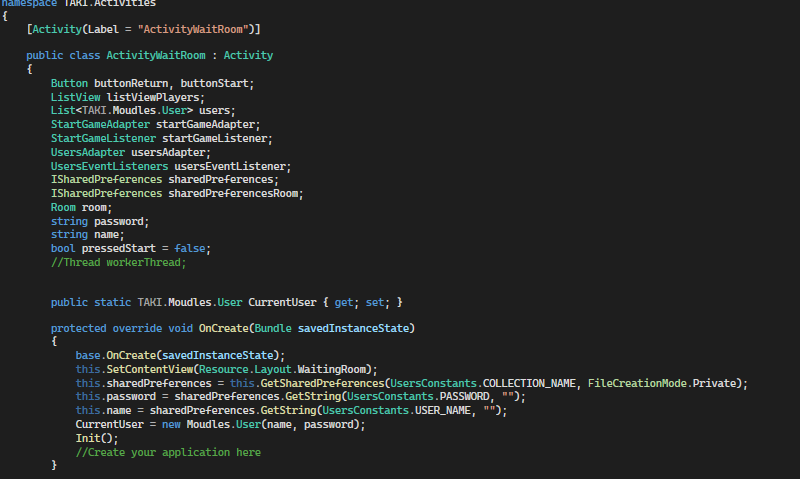 namespace TAKI.Activities
{
[Activity(Label = "ActivityWaitRoom")]
public class ActivityWaitRoom : Activity
{
Button buttonReturn, buttonStart;
ListView listViewPlayers;
List<TAKI.Moudles.User> users;
StartGameAdapter startGameAdapter;
StartGameListener startGameListener;
UsersAdapter usersAdapter;
UsersEventListeners usersEventListener;
ISharedPreferences sharedPreferences;
ISharedPreferences sharedPreferencesRoom;
Room room;
string password;
string name;
bool pressedStart = false;
//Thread workerThread;
public static TAKI.Moudles.User CurrentUser { get; set; }
protected override void OnCreate(Bundle savedInstanceState)
{
base.OnCreate(savedInstanceState);
this.SetContentView(Resource.Layout.WaitingRoom);
this.sharedPreferences = this.GetSharedPreferences(UsersConstants.COLLECTION_NAME, FileCreationMode.Private);
this.password = sharedPreferences.GetString(UsersConstants.PASSWORD, "");
this.name = sharedPreferences.GetString(UsersConstants.USER_NAME, "");
CurrentUser = new Moudles.User(name, password);
Init();
//Create your application here
}